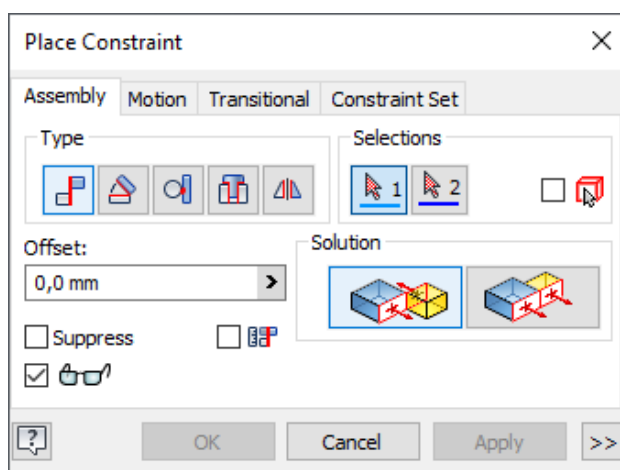 Place Constraint
Assembly Motion Transitional Constraint Set
Type Selections
1 2
Offset: Solution
0,0 mm >
Suppress
? OK Cancel Apply >>